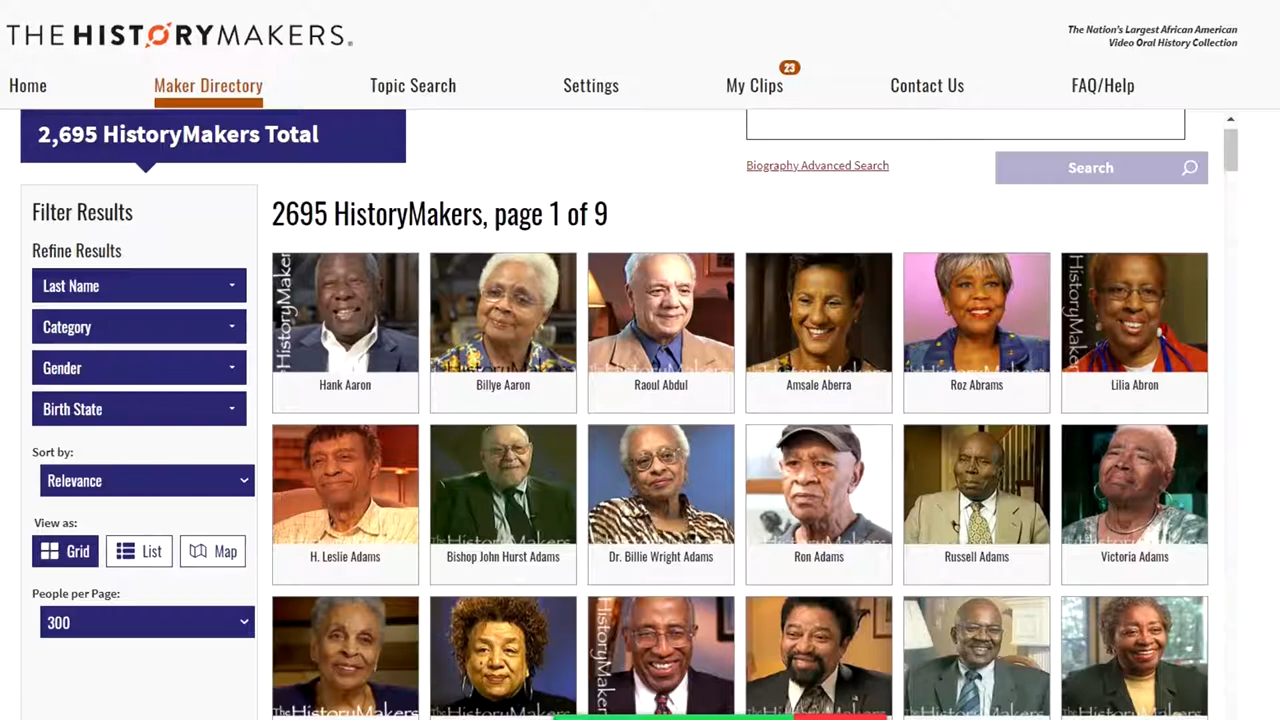 THE HISTORYMAKERS®
The Nation's Largest African American
Video Oral History Collection
Home
Maker Directory
Topic Search
Settings
My Clips
23
Contact Us
FAQ/Help
2,695 HistoryMakers Total
Biography Advanced Search
Search
Filter Results
Refine Results
Last Name
Category
Gender
Birth State
Sort by:
Relevance
View as:
Grid
List
Map
People per Page:
300
2695 HistoryMakers, page 1 of 9
Hank Aaron
Billye Aaron
Raoul Abdul
Amsale Aberra
Roz Abrams
Lilia Abron
H. Leslie Adams
Bishop John Hurst Adams
Dr. Billie Wright Adams
Ron Adams
Russell Adams
Victoria Adams